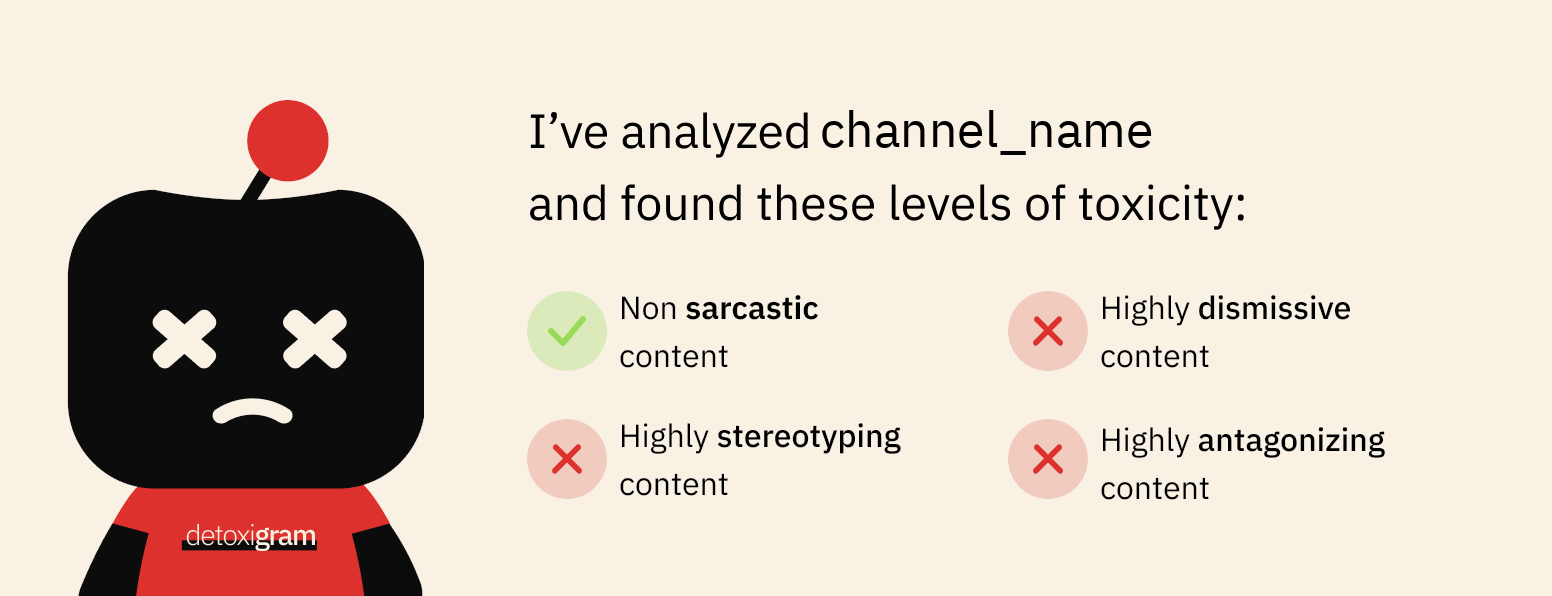 I’ve analyzed channel_name
and found these levels of toxicity:
Non sarcastic
content
Highly dismissive
content
Highly stereotyping
content
Highly antagonizing
content
detoxigram